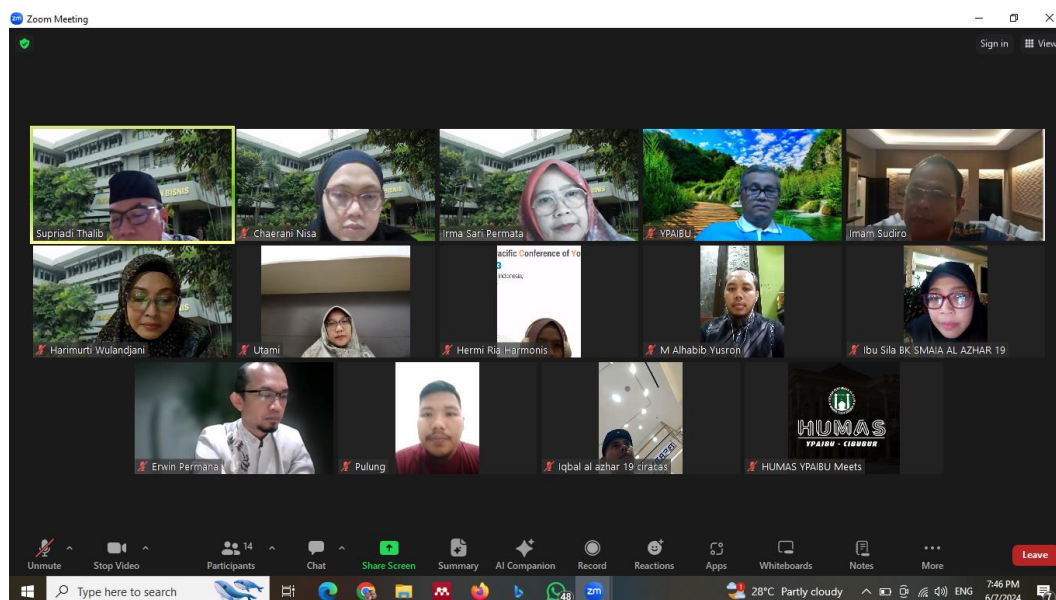 zm Zoom Meeting
Sign in View
BISNIS
Supriadi Thalib
Chaerani Nisa
Irma Sari Permata
YPAIBU
Imam Sudiro
acific Conference of Yo
3
Indonesia,
Harimurti Wulandjani
Utami
Hermi Ria Harmonis
M Alhabib Yusron
Ibu Sila BK SMAIA AL AZHAR 19
HUMAS
YPAIBU - CIBUBUR
Erwin Permana
Pulung
Iqbal al azhar 19 ciracas
HUMAS YPAIBU Meets
14
Unmute Stop Video Participants Chat Share Screen Summary AI Companion Record Reactions Apps Whiteboards Notes More Leave
Type here to search 48 zm 28°C Partly cloudy ENG 7:46 PM
6/7/2024